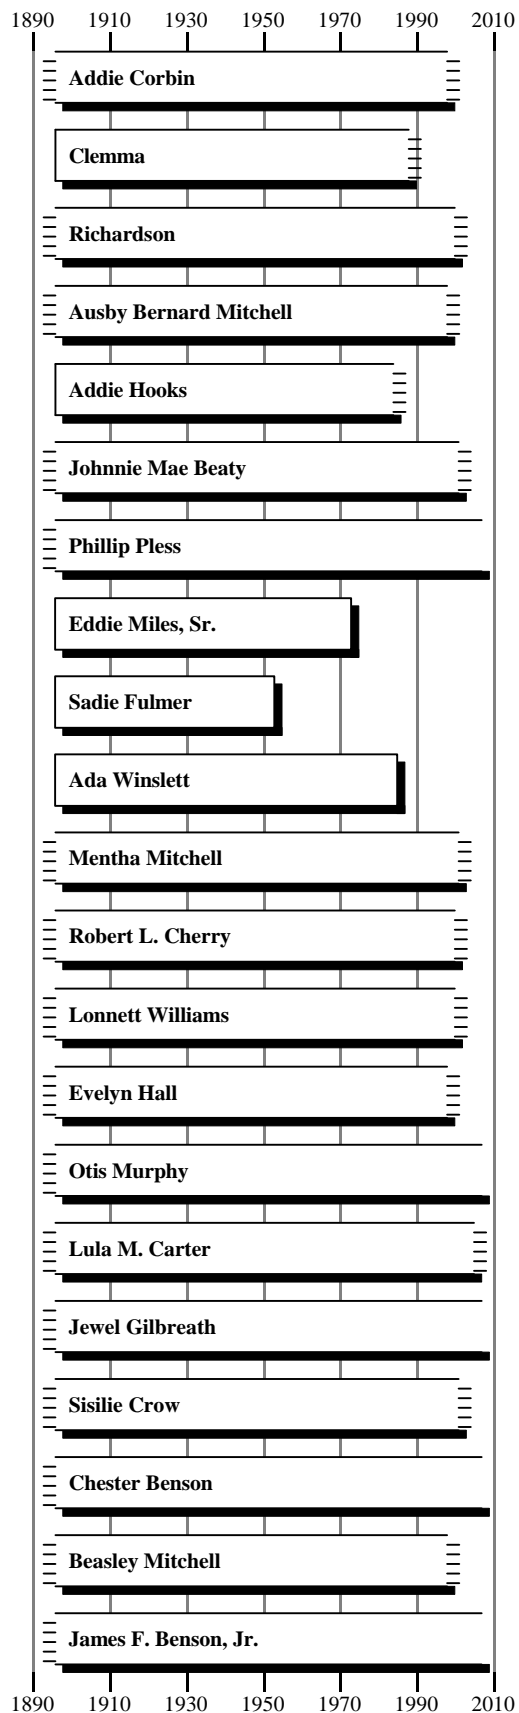 1890 1910 1930 1950 1970 1990 2010
Addie Corbin
Clemma
Richardson
Ausby Bernard Mitchell
Addie Hooks
Johnnie Mae Beaty
Phillip Pless
Eddie Miles, Sr.
Sadie Fulmer
Ada Winslett
Mentha Mitchell
Robert L. Cherry
Lonnett Williams
Evelyn Hall
Otis Murphy
Lula M. Carter
Jewel Gilbreath
Sisilie Crow
Chester Benson
Beasley Mitchell
James F. Benson, Jr.
1890 1910 1930 1950 1970 1990 2010